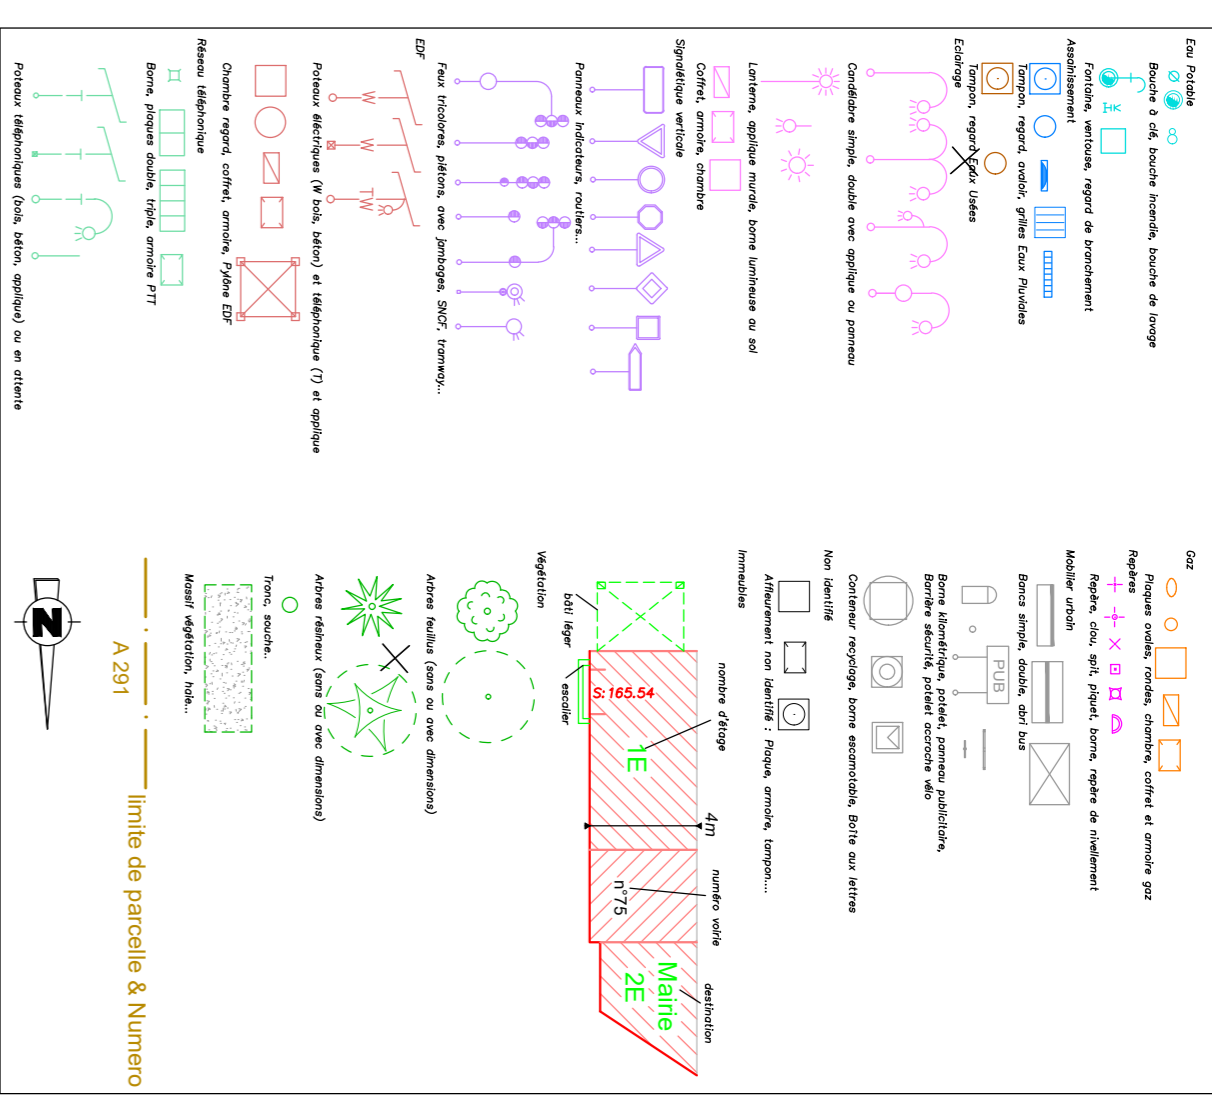 Eau Potable
Bouche à clé, bouche incendie, bouche de lavage
Fontaine, ventouse, regard de branchement
Assainissement
Tampon, regard, avaloir, grilles Eaux Pluviales
Tampon, regard Eaux Usées
Eclairage
Candélabre simple, double avec applique ou panneau
Lanterne, applique murale, borne lumineuse au sol
Coffret, armoire, chambre
Signalétique verticale
Panneaux indicateurs, routiers...
Feux tricolores, piétons, avec jambages, SNCF, tramway...
EDF
W
W
W
T
Poteaux éléctriques (W bois, béton) et téléphonique (T) et applique
Chambre regard, coffret, armoire, Pylône EDF
Réseau téléphonique
Borne, plaques double, triple, armoire PTT
Poteaux téléphoniques (bois, béton, applique) ou en attente
Gaz
Plaques ovales, rondes, chambre, coffret et armoire gaz
Repères
Repère, clou, spit, piquet, borne, repère de nivellement
Mobilier urbain
Bancs simple, double, abri bus
PUB
Borne kilométrique, potelet, panneau publicitaire,
Barrière sécurité, potelet accroche vélo
Conteneur recyclage, borne escamotable, Boîte aux lettres
Non identifié
Affleurement non identifié : Plaque, armoire, tampon....
Immeubles
nombre d'étage
4m
numéro voirie
destination
S:165.54
1E
n°75
Mairie
2E
bâti léger
escalier
Végétation
Arbres feuillus (sans ou avec dimensions)
Arbres résineux (sans ou avec dimensions)
Tronc, souche..
Massif végétation, haie...
A 291
limite de parcelle & Numero
N